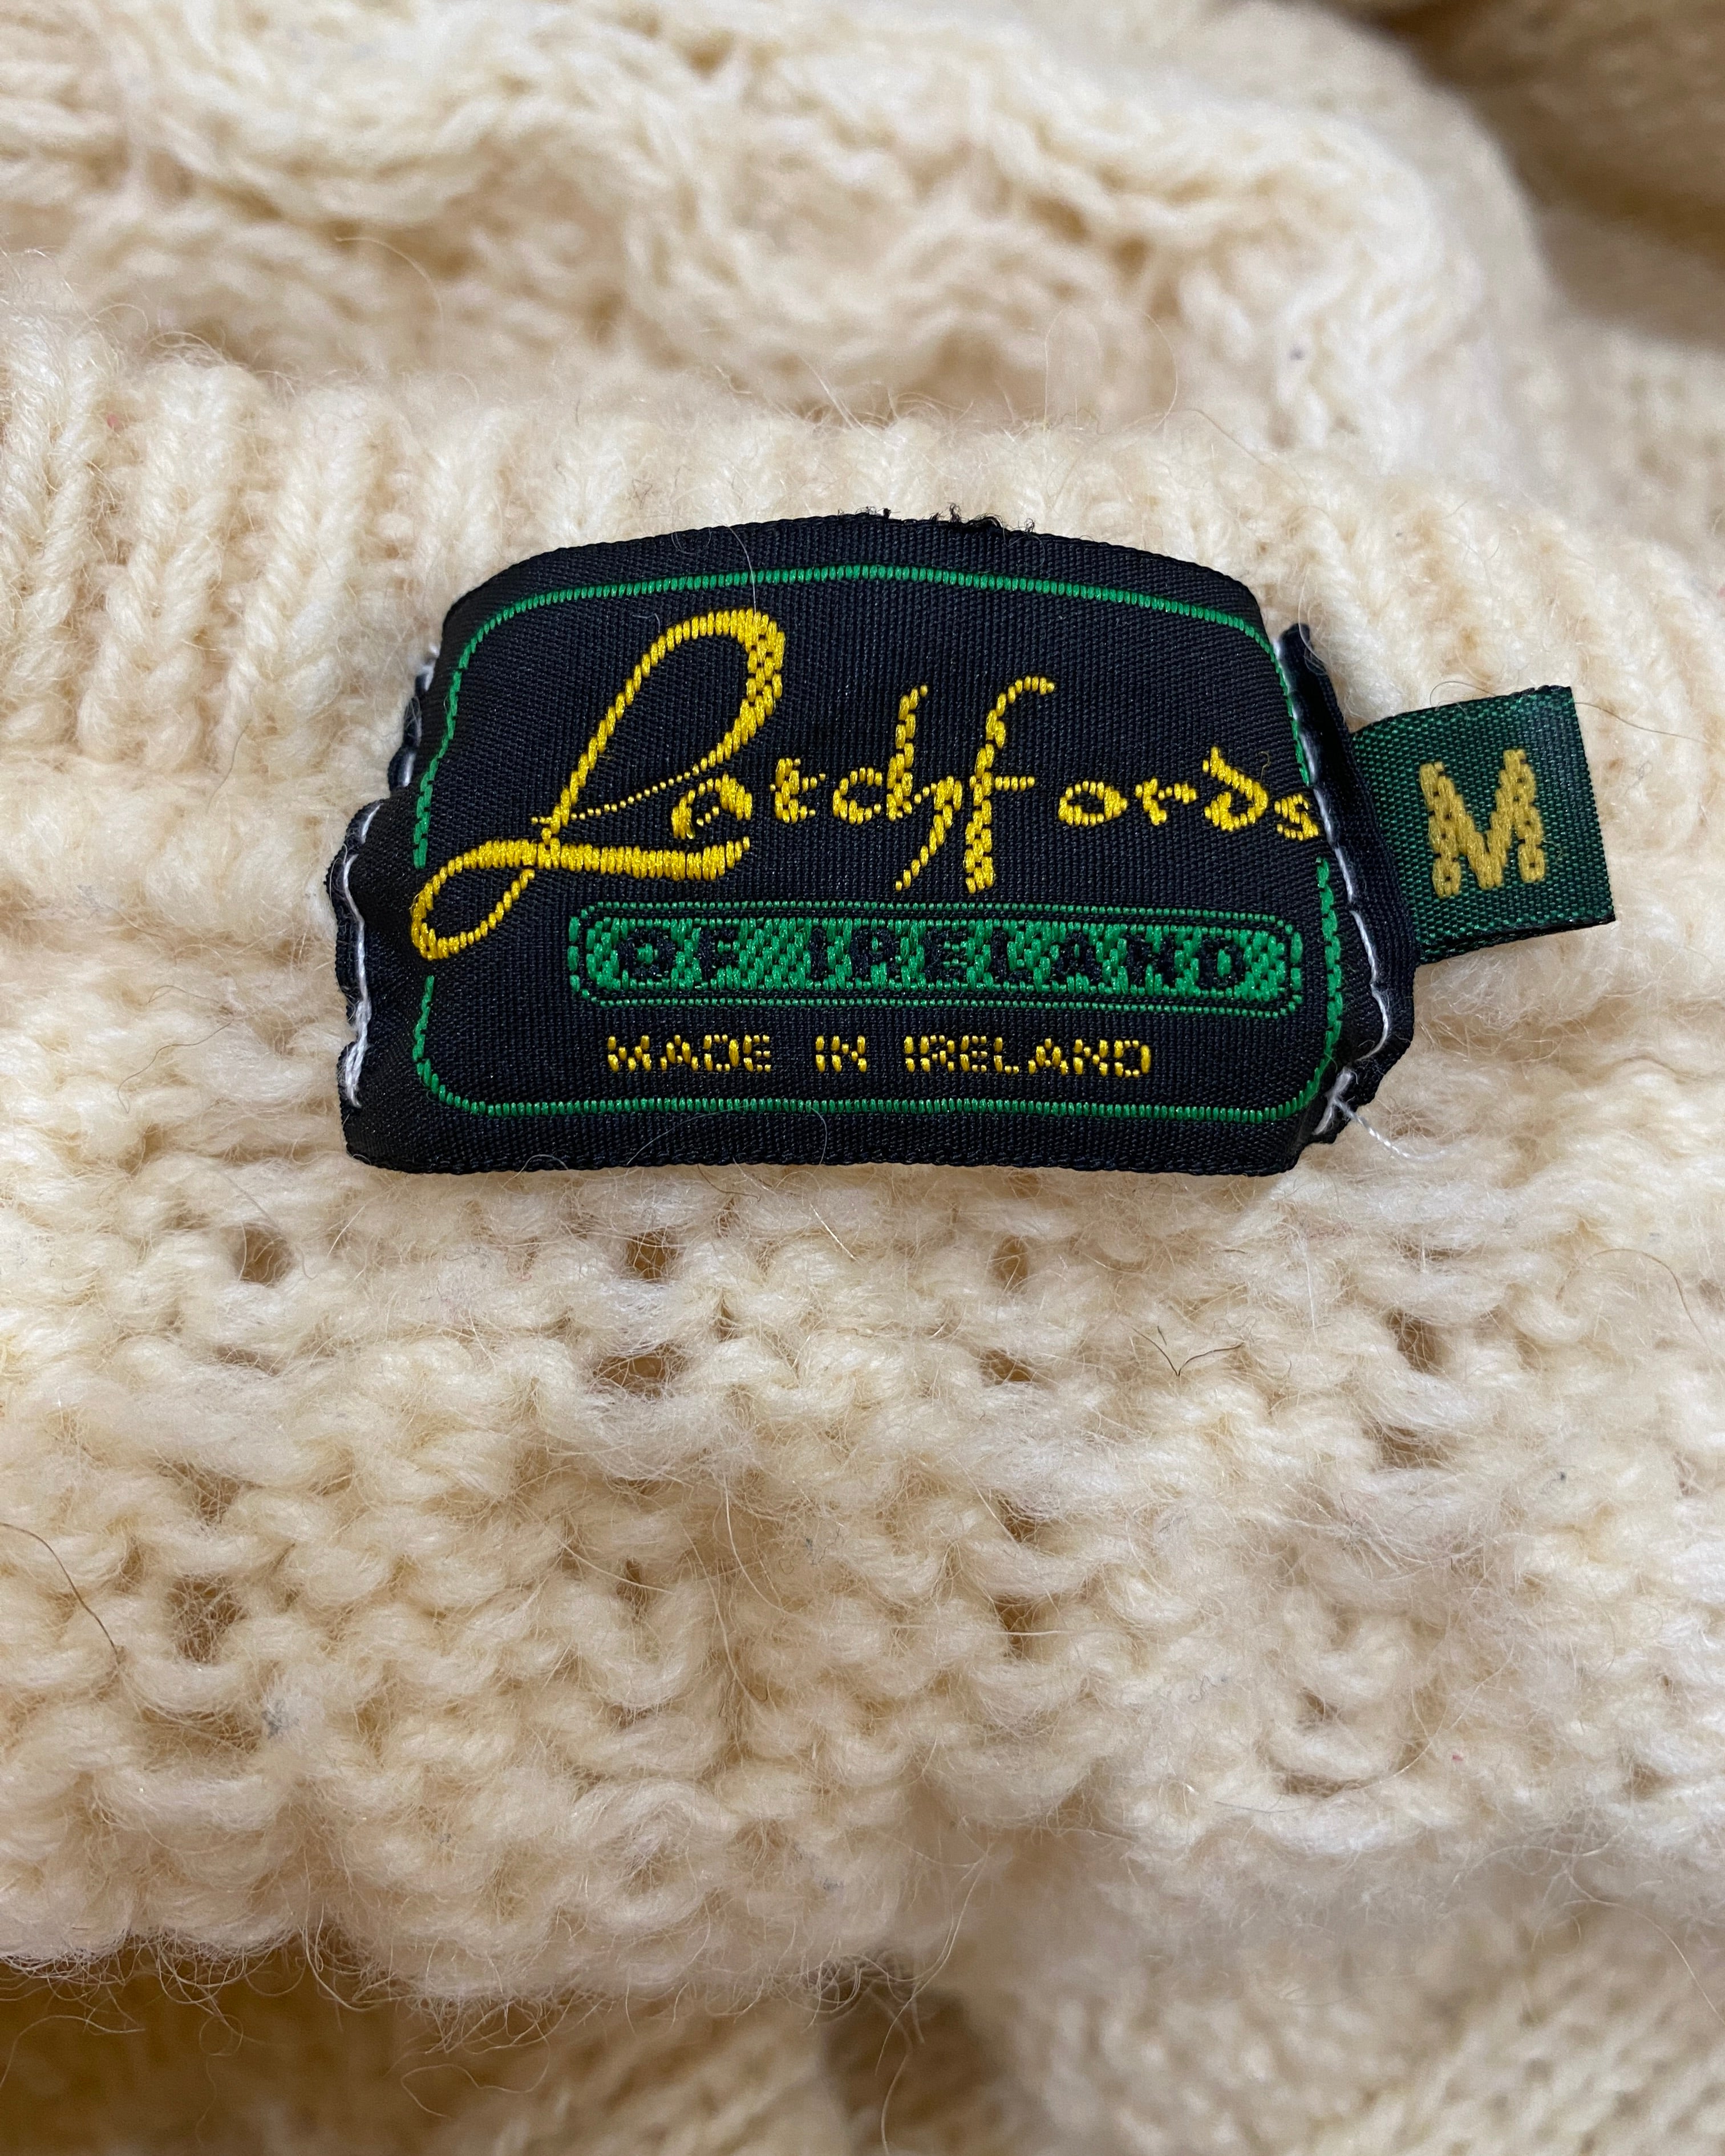 Latchfords
M
OF IRELAND
MADE IN IRELAND